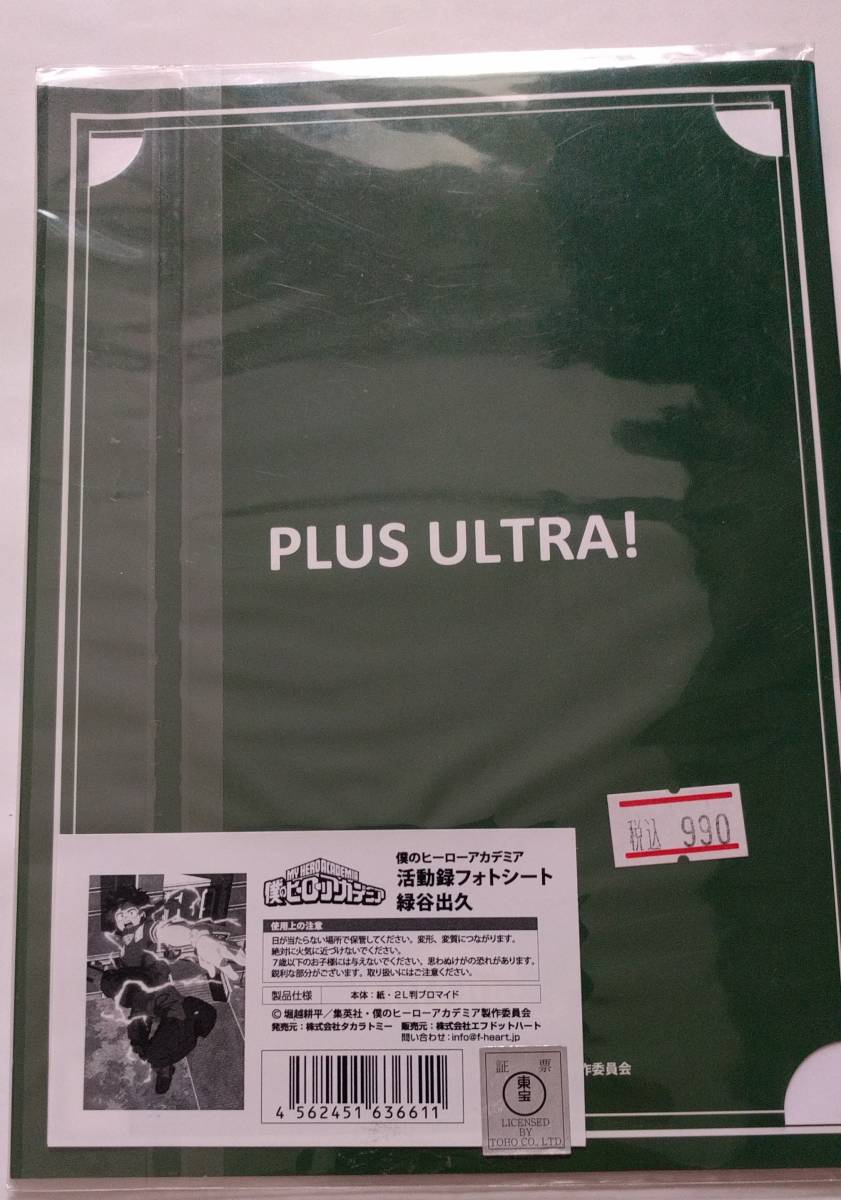 PLUS ULTRA!
税込 990
MY HERO ACADEMIA
僕のヒーローアカデミア
僕のヒーローアカデミア
活動録フォトシート
緑谷出久
使用上の注意
日が当たらない場所で保管してください。変形、変質につながります。
絶対に火気に近づけないでください。
7歳以下のお子様には与えないでください。思わぬけがの恐れがあります。
鋭利な部分がございます。取り扱いにはご注意ください。
製品仕様 本体:紙・2L判ブロマイド
© 堀越耕平/集英社・僕のヒーローアカデミア製作委員会
発売元:株式会社タカラトミー 販売元:株式会社エフドットハート
問い合わせ:info@f-heart.jp
4 562451 636611
作委員会
証 票
東宝
LICENSED
BY
TOHO CO., LTD.